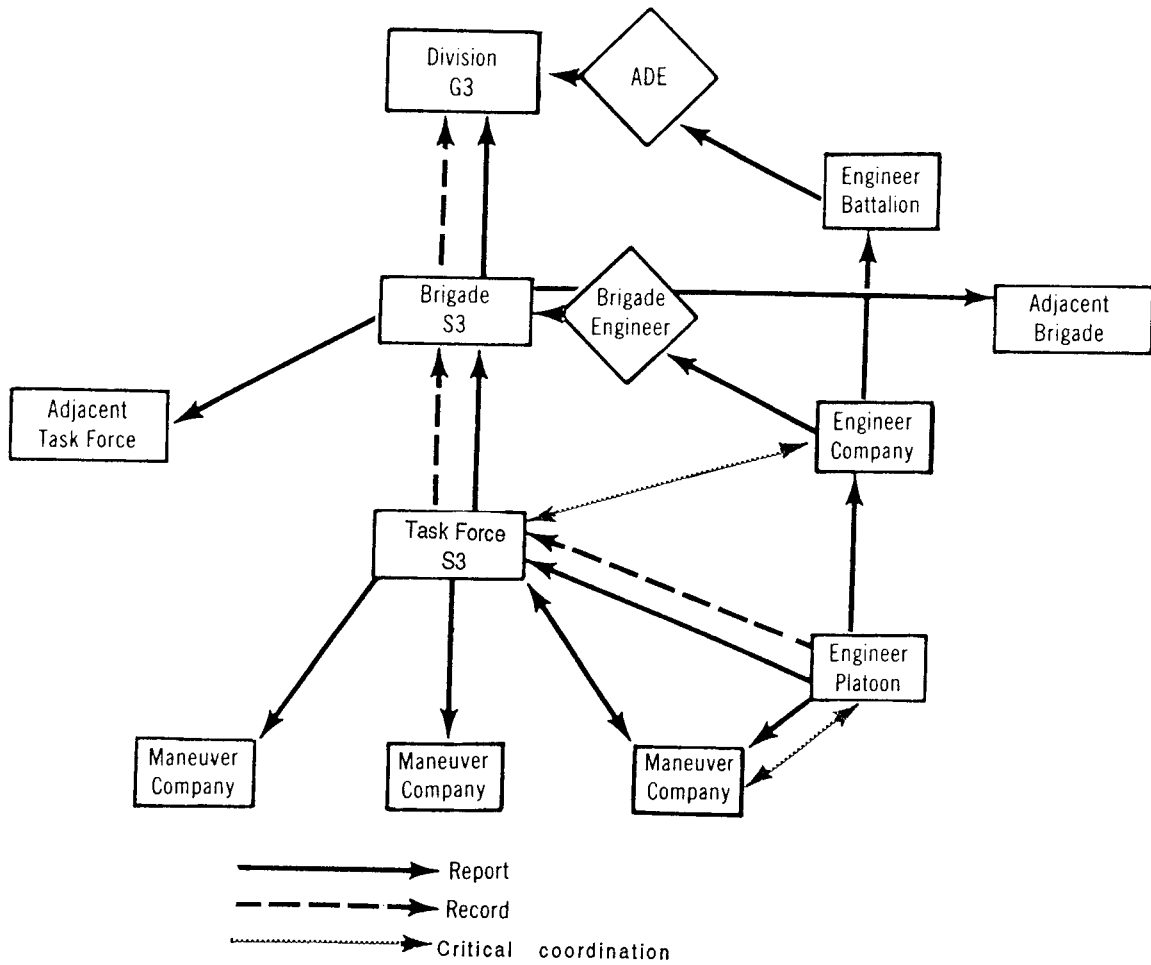 Division
G3
ADE
Engineer
Battalion
Brigade
S3
Brigade
Engineer
Adjacent
Brigade
Adjacent
Task Force
Engineer
Company
Task Force
S3
Engineer
Platoon
Maneuver
Company
Maneuver
Company
Maneuver
Company
Report
Record
Critical coordination